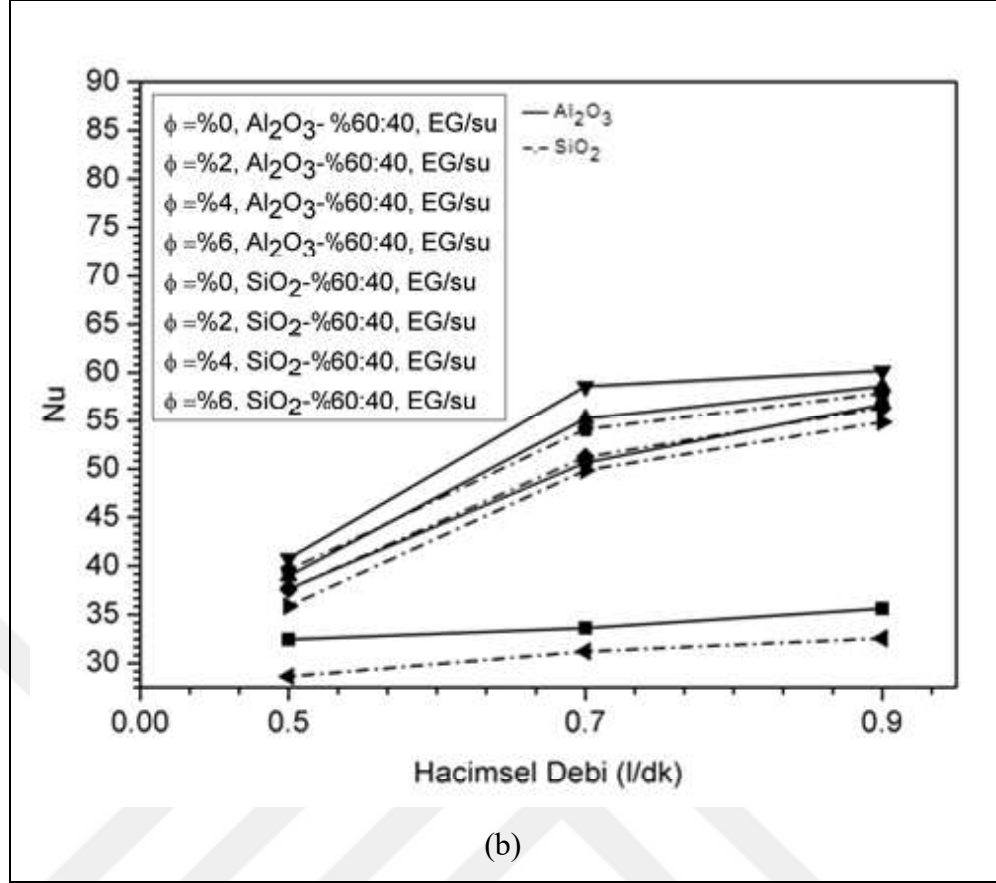 90
85
80
75
70
65
60
55
50
45
40
35
30
Nu
ϕ =%0, Al₂O₃- %60:40, EG/su
ϕ =%2, Al₂O₃-%60:40, EG/su
ϕ =%4, Al₂O₃-%60:40, EG/su
ϕ =%6, Al₂O₃-%60:40, EG/su
ϕ =%0, SiO₂-%60:40, EG/su
ϕ =%2, SiO₂-%60:40, EG/su
ϕ =%4, SiO₂-%60:40, EG/su
ϕ =%6, SiO₂-%60:40, EG/su
Al₂O₃
SiO₂
0.00 0.5 0.7 0.9
Hacimsel Debi (l/dk)
(b)